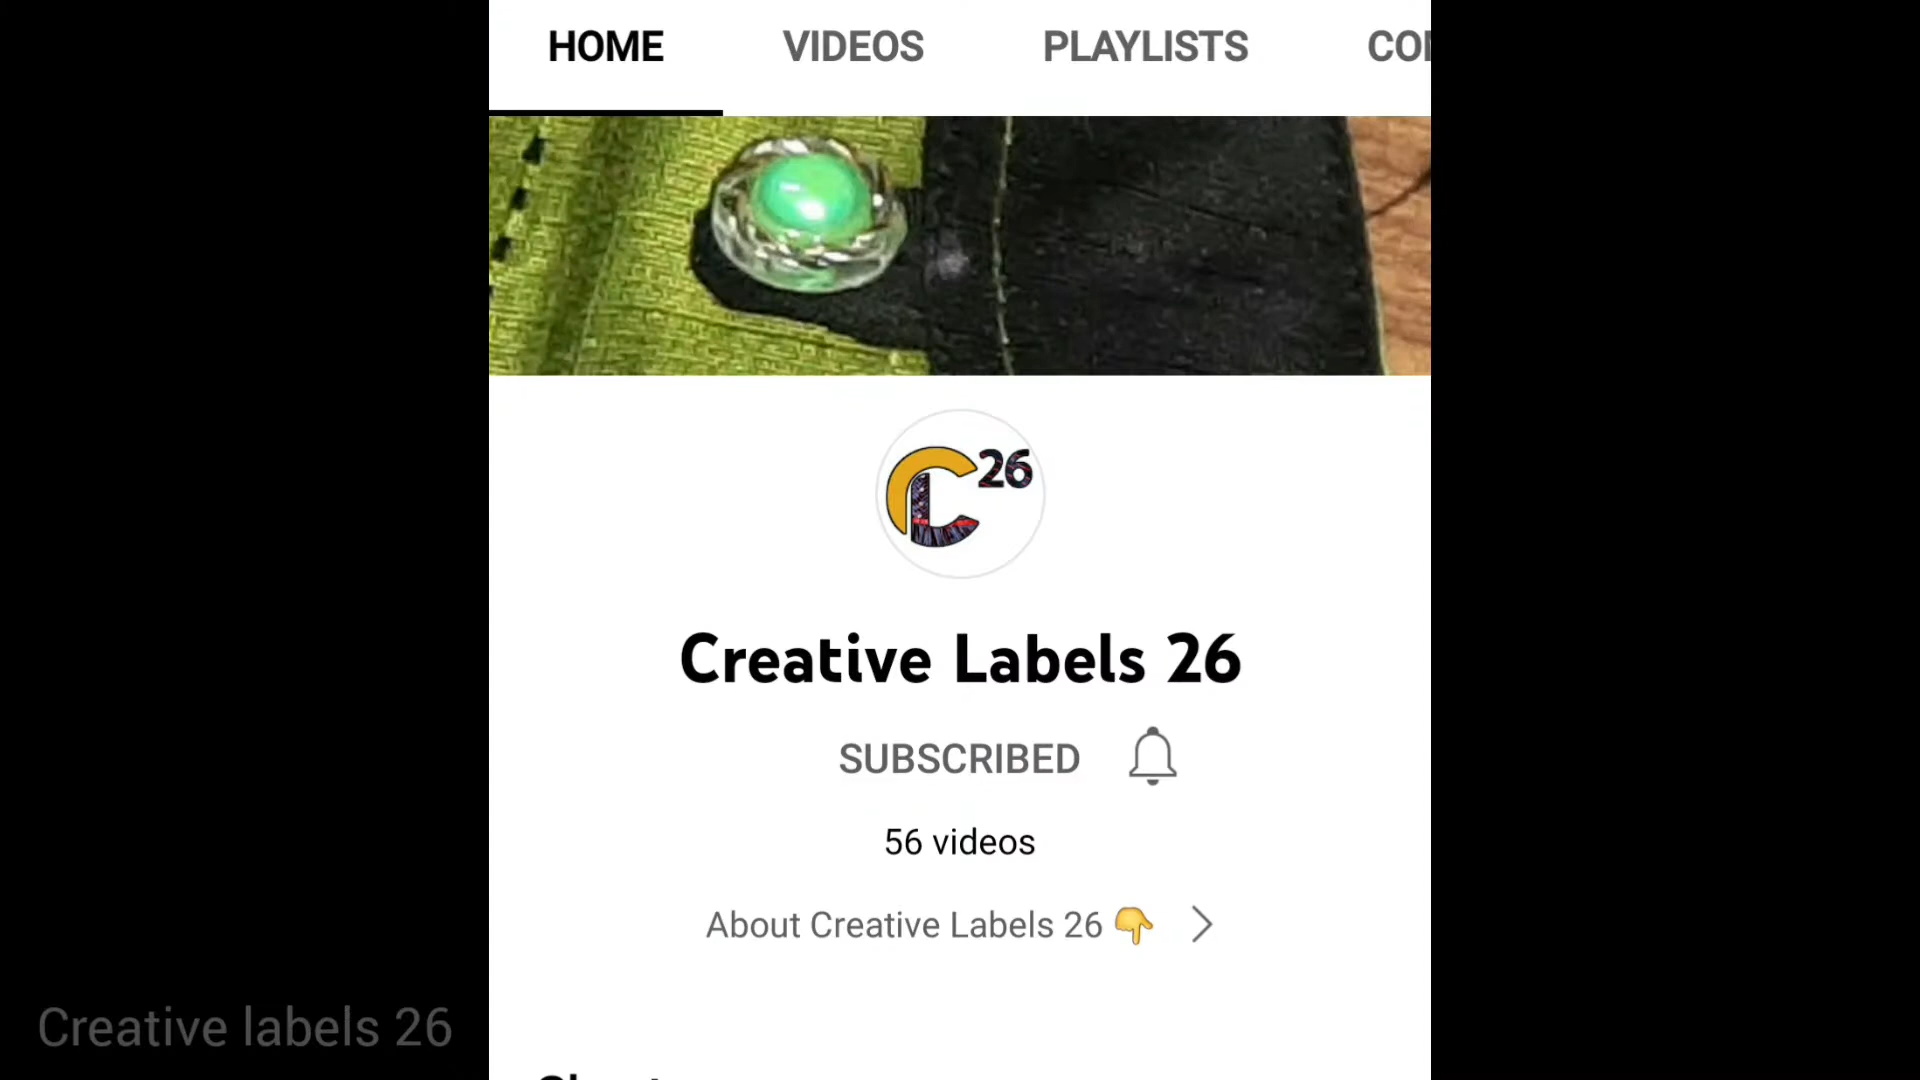 HOME VIDEOS PLAYLISTS
26
Creative Labels 26
SUBSCRIBED
56 videos
About Creative Labels 26 👇
Creative labels 26